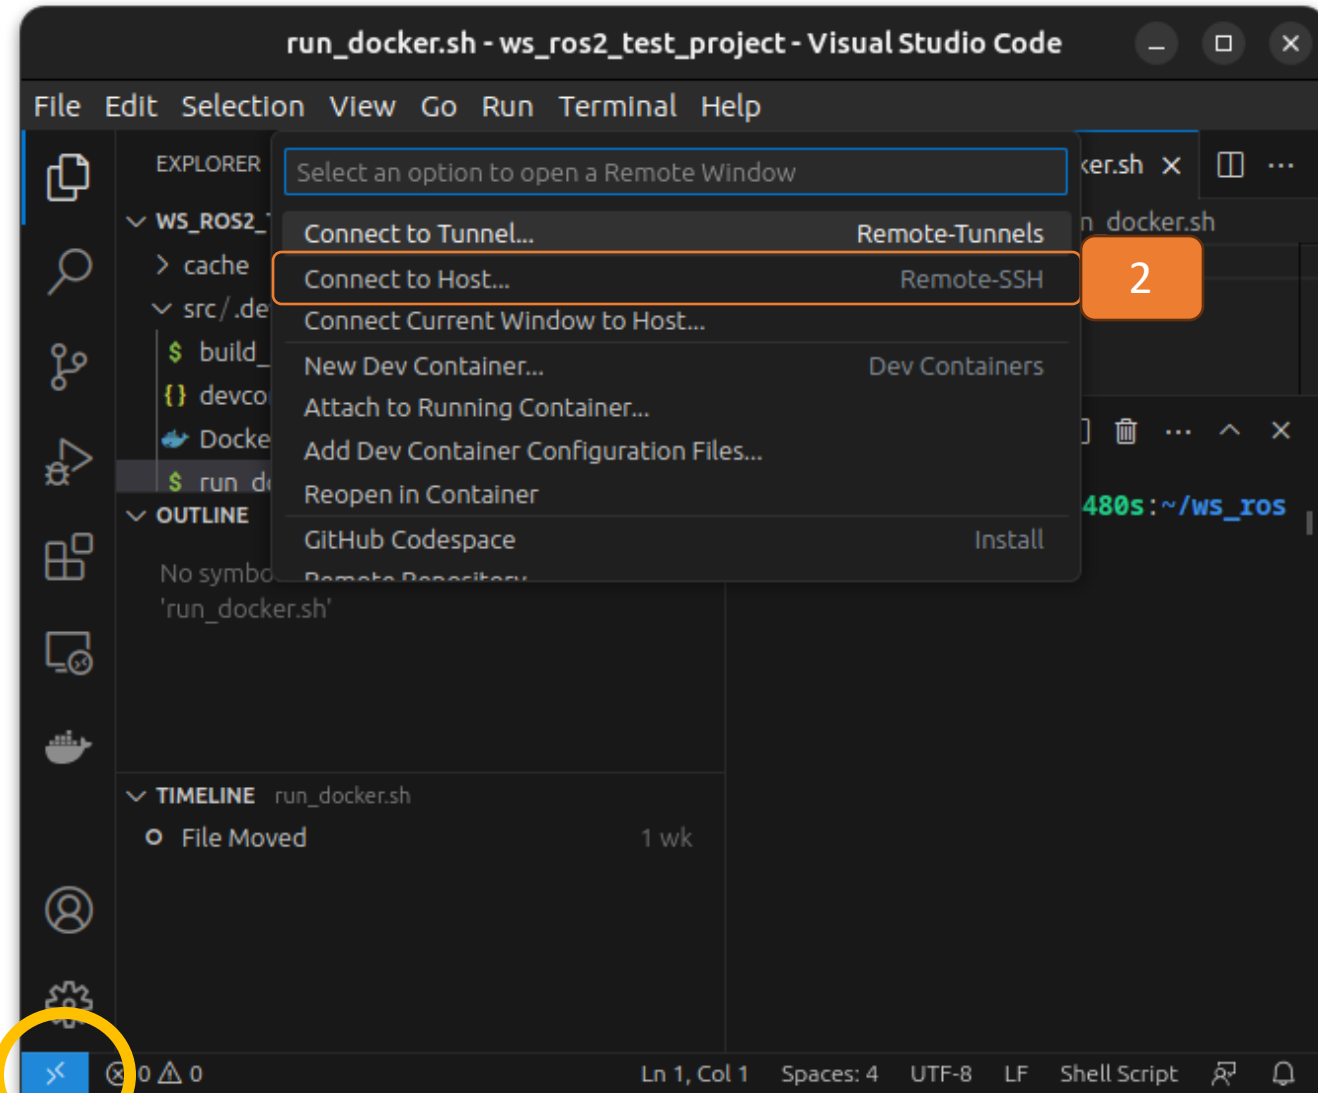 run_docker.sh - ws_ros2_test_project - Visual Studio Code
File Edit Selection View Go Run Terminal Help
EXPLORER
Select an option to open a Remote Window
ker.sh
WS_ROS2_
Connect to Tunnel... Remote-Tunnels
docker.sh
cache
Connect to Host... Remote-SSH
2
src/.de
Connect Current Window to Host...
$ build_
New Dev Container... Dev Containers
{} devco
Attach to Running Container...
Docke
Add Dev Container Configuration Files...
$ run_d
Reopen in Container
480s:~/ws_ros
OUTLINE
GitHub Codespace Install
No symbo
Remote Repository
'run_docker.sh'
TIMELINE run_docker.sh
File Moved 1 wk
0 0 Ln 1, Col 1 Spaces: 4 UTF-8 LF Shell Script